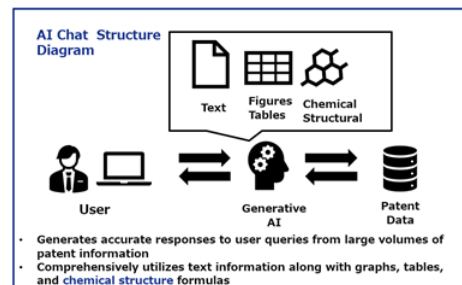 AI Chat Structure
Diagram
Text
Figures
Tables
Chemical
Structural
User
Generative
AI
Patent
Data
• Generates accurate responses to user queries from large volumes of
patent information
• Comprehensively utilizes text information along with graphs, tables,
and chemical structure formulas